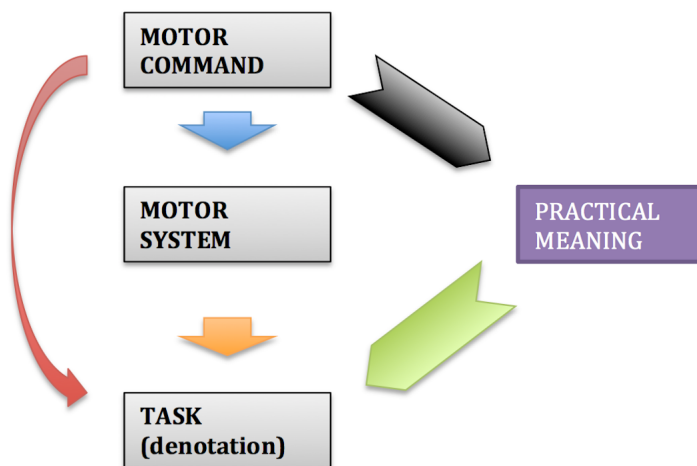 MOTOR
COMMAND
MOTOR
SYSTEM
PRACTICAL
MEANING
TASK
(denotation)